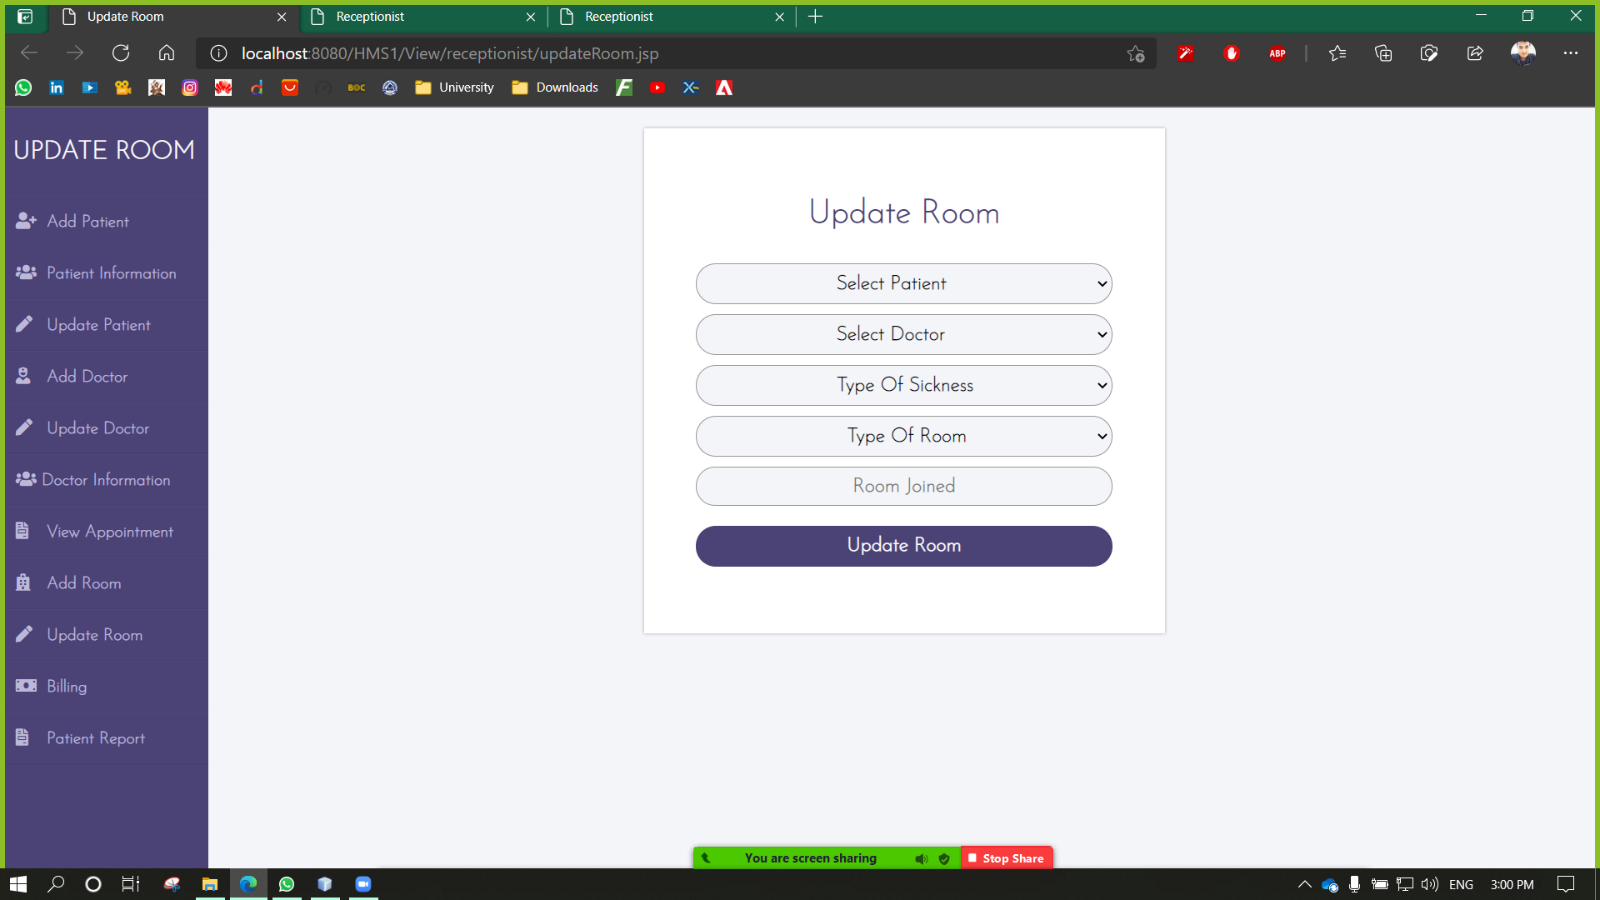 Update Room
Receptionist
Receptionist
localhost:8080/HMS1/View/receptionist/updateRoom.jsp
ABP
BOC
University
Downloads
UPDATE ROOM
Add Patient
Patient Information
Update Patient
Add Doctor
Update Doctor
Doctor Information
View Appointment
Add Room
Update Room
Billing
Patient Report
Update Room
Select Patient
Select Doctor
Type Of Sickness
Type Of Room
Room Joined
Update Room
You are screen sharing
Stop Share
ENG
3:00 PM